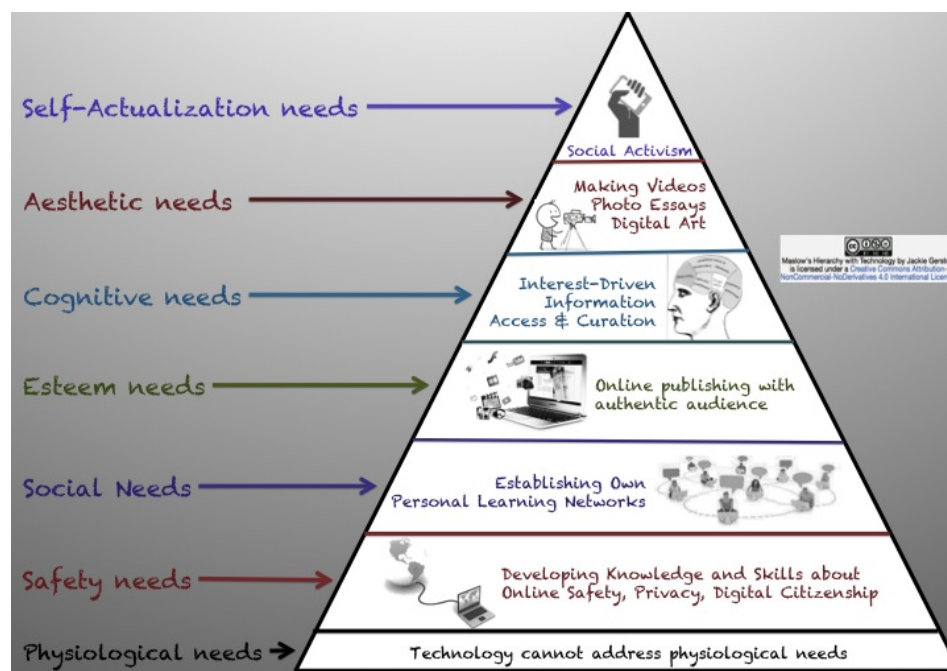 Self-Actualization needs
Social Activism
Aesthetic needs
Making Videos
Photo Essays
Digital Art
Cognitive needs
Interest-Driven
Information
Access & Curation
Esteem needs
Online publishing with
authentic audience
Social Needs
Establishing Own
Personal Learning Networks
Safety needs
Developing Knowledge and Skills about
Online Safety, Privacy, Digital Citizenship
Physiological needs
Technology cannot address physiological needs
Maslow's Hierarchy with Technology by Jackie
is licensed under a Creative Commons Attribution-
NonCommercial-NoDerivatives 4.0 International